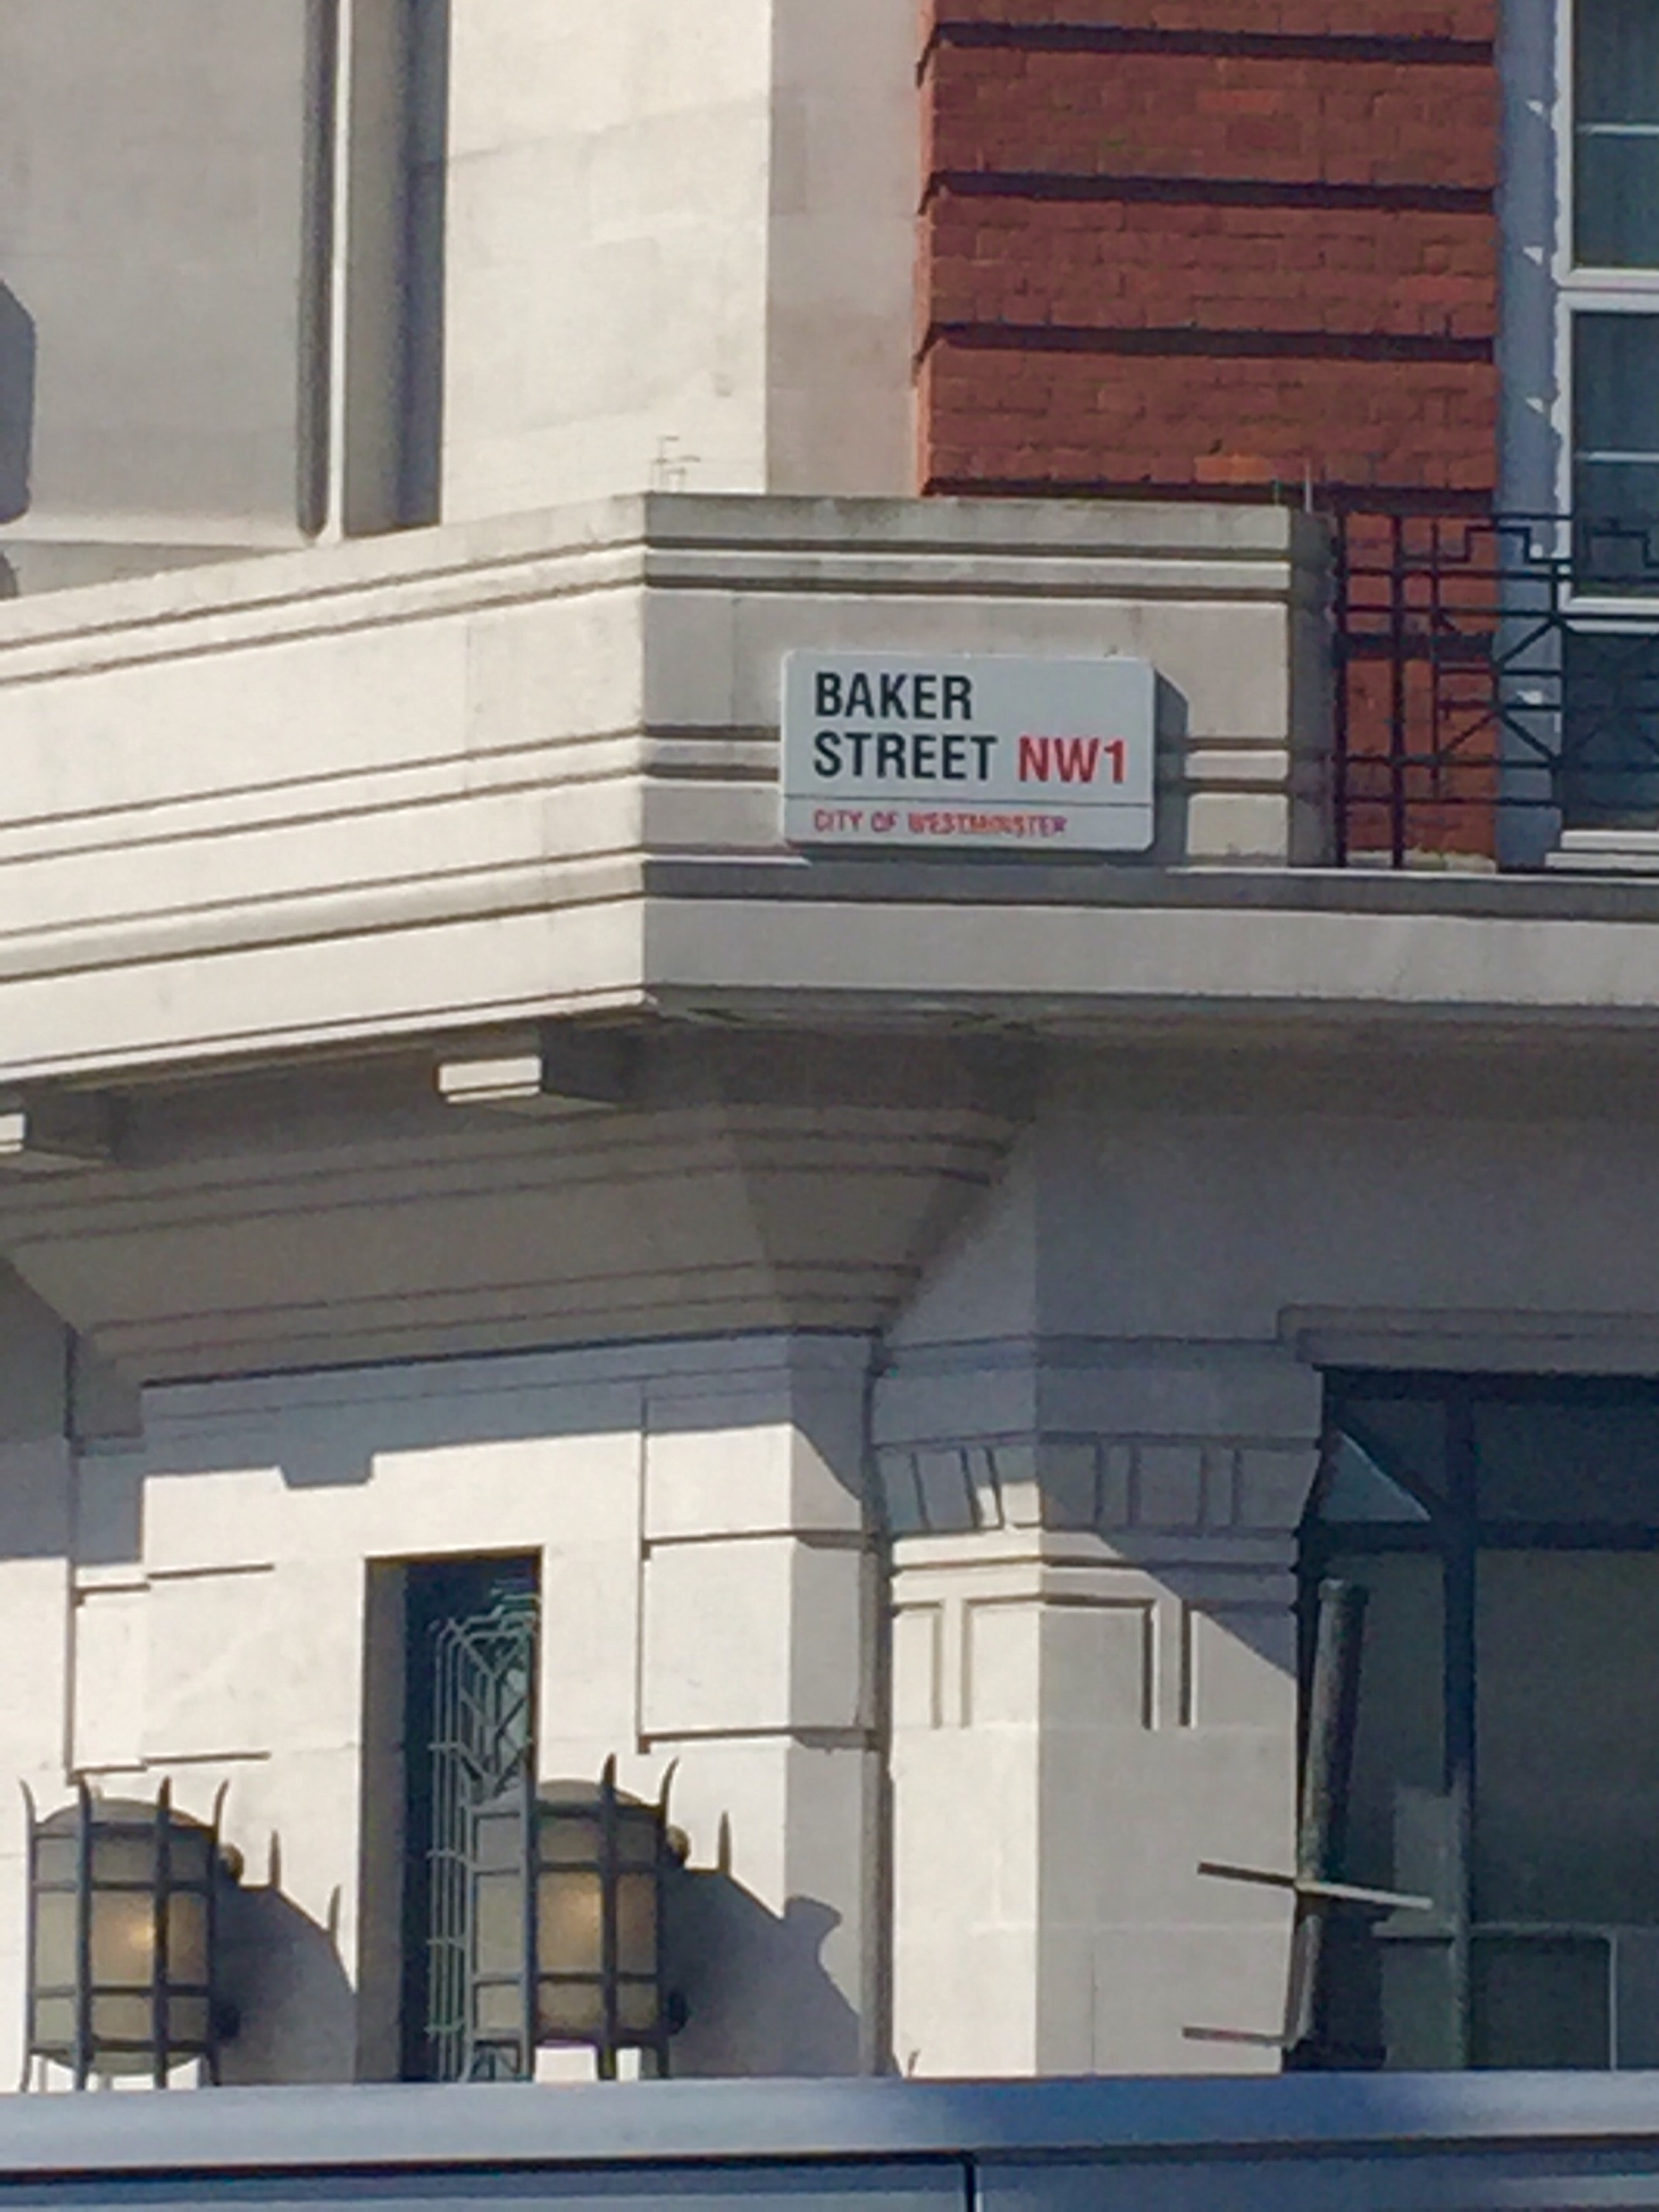 BAKER
STREET NW1
CITY OF WESTMINSTER